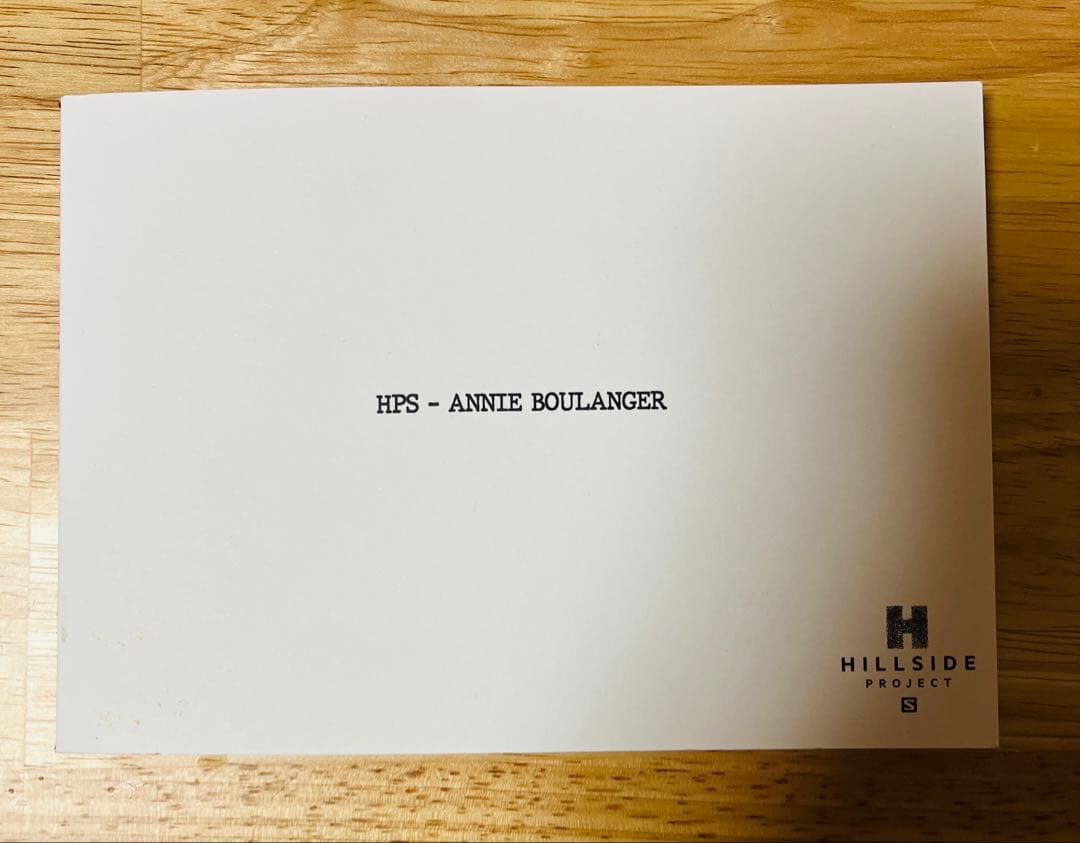 HPS - ANNIE BOULANGER
H
HILLSIDE
PROJECT
S